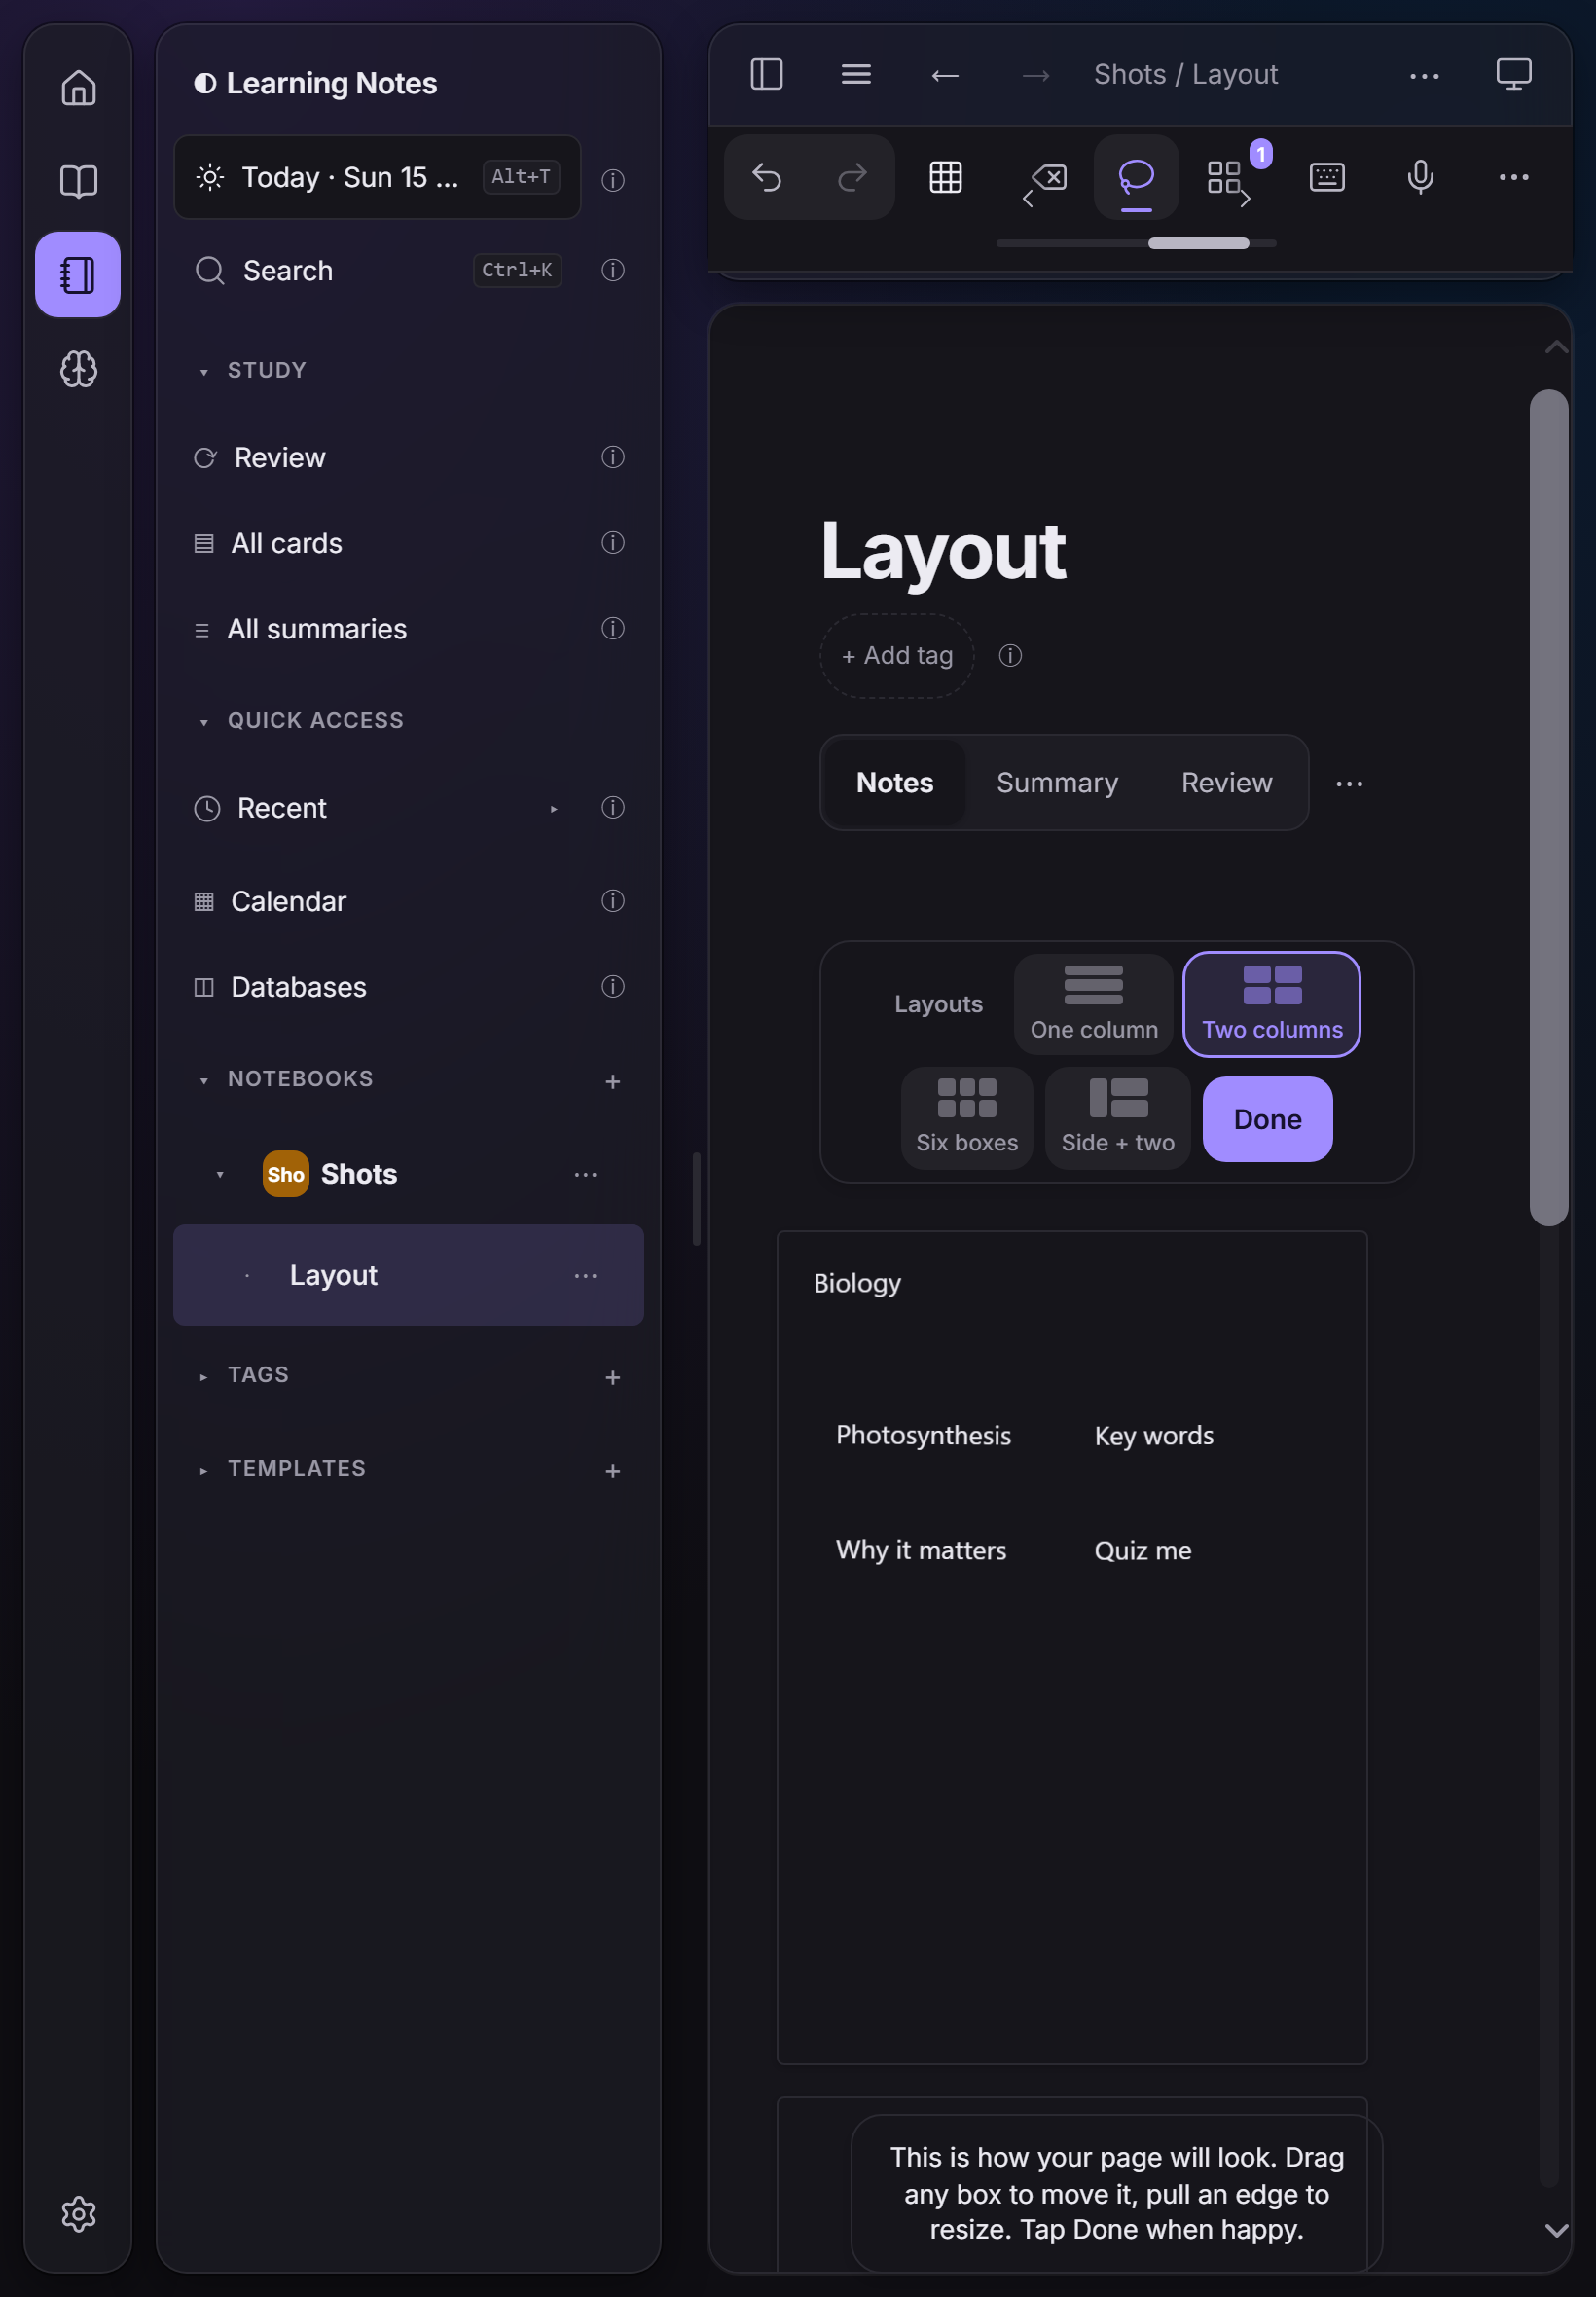 Learning Notes
Today · Sun 15 ... Alt+T
Search Ctrl+K
STUDY
Review
All cards
All summaries
QUICK ACCESS
Recent
Calendar
Databases
NOTEBOOKS
Sho Shots
Layout
TAGS
TEMPLATES
Shots / Layout
1
Layout
+ Add tag
Notes Summary Review
Layouts One column Two columns
Six boxes Side + two Done
Biology
Photosynthesis Key words
Why it matters Quiz me
This is how your page will look. Drag
any box to move it, pull an edge to
resize. Tap Done when happy.